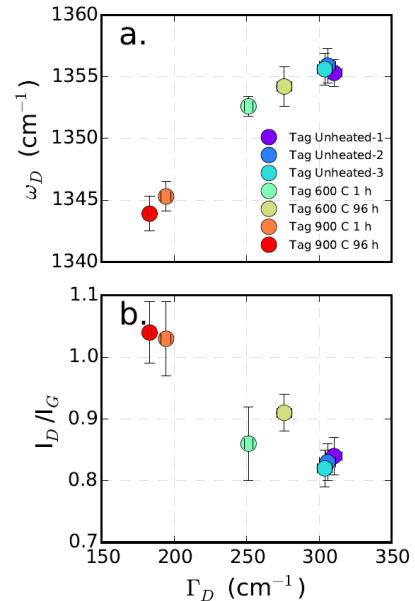 1360
1355
1350
1345
1340
ω_D (cm⁻¹)
a.
Tag Unheated-1
Tag Unheated-2
Tag Unheated-3
Tag 600 C 1 h
Tag 600 C 96 h
Tag 900 C 1 h
Tag 900 C 96 h
b.
1.1
1.0
0.9
0.8
0.7
I_D/I_G
150 200 250 300 350
Γ_D (cm⁻¹)